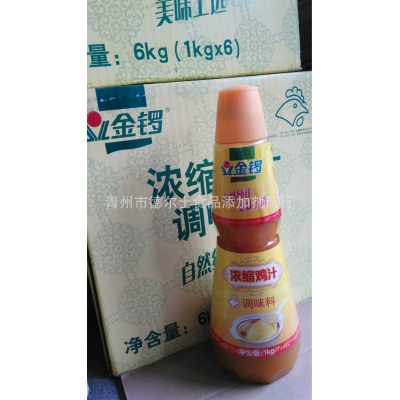 美味上选
量：6kg(1kgx6)
金锣
金锣
浓缩
调味
自然
净含量：6
青州市德尔士食品添加剂商行
浓缩鸡汁
调味料
净含量：1kg